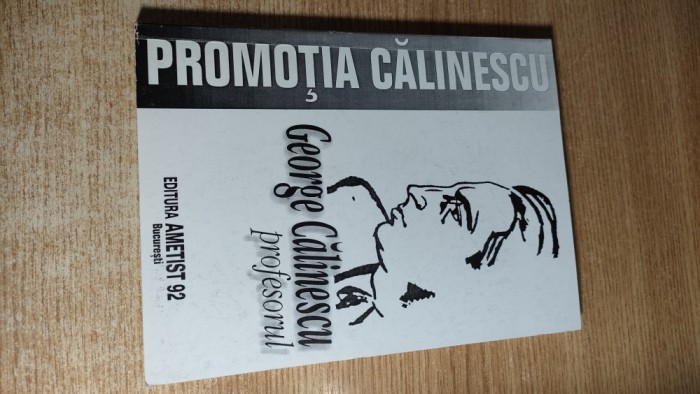 PROMOȚIA CĂLINESCU
George Călinescu
profesorul
EDITURA AMETIST 92
București